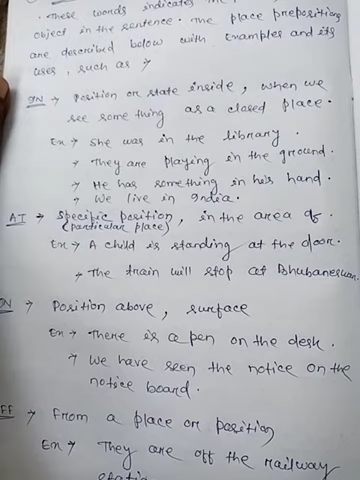 . These words indicates the
object in the sentence. The place prepositions
are described below with Examples and its
uses, such as →
IN → Position or state inside, when we
see something as a closed place.
Ex → She was in the library.
→ They are playing in the ground.
→ He has something in his hand.
→ We live in India.
AT → Specific position, in the area of.
(particular place)
Ex → A child is standing at the door.
→ The train will stop at Bhubaneswar.
ON → Position above, surface
Ex → There is a pen on the desk.
→ We have seen the notice on the
notice board.
FF → From a place or position
Ex → They are off the railway